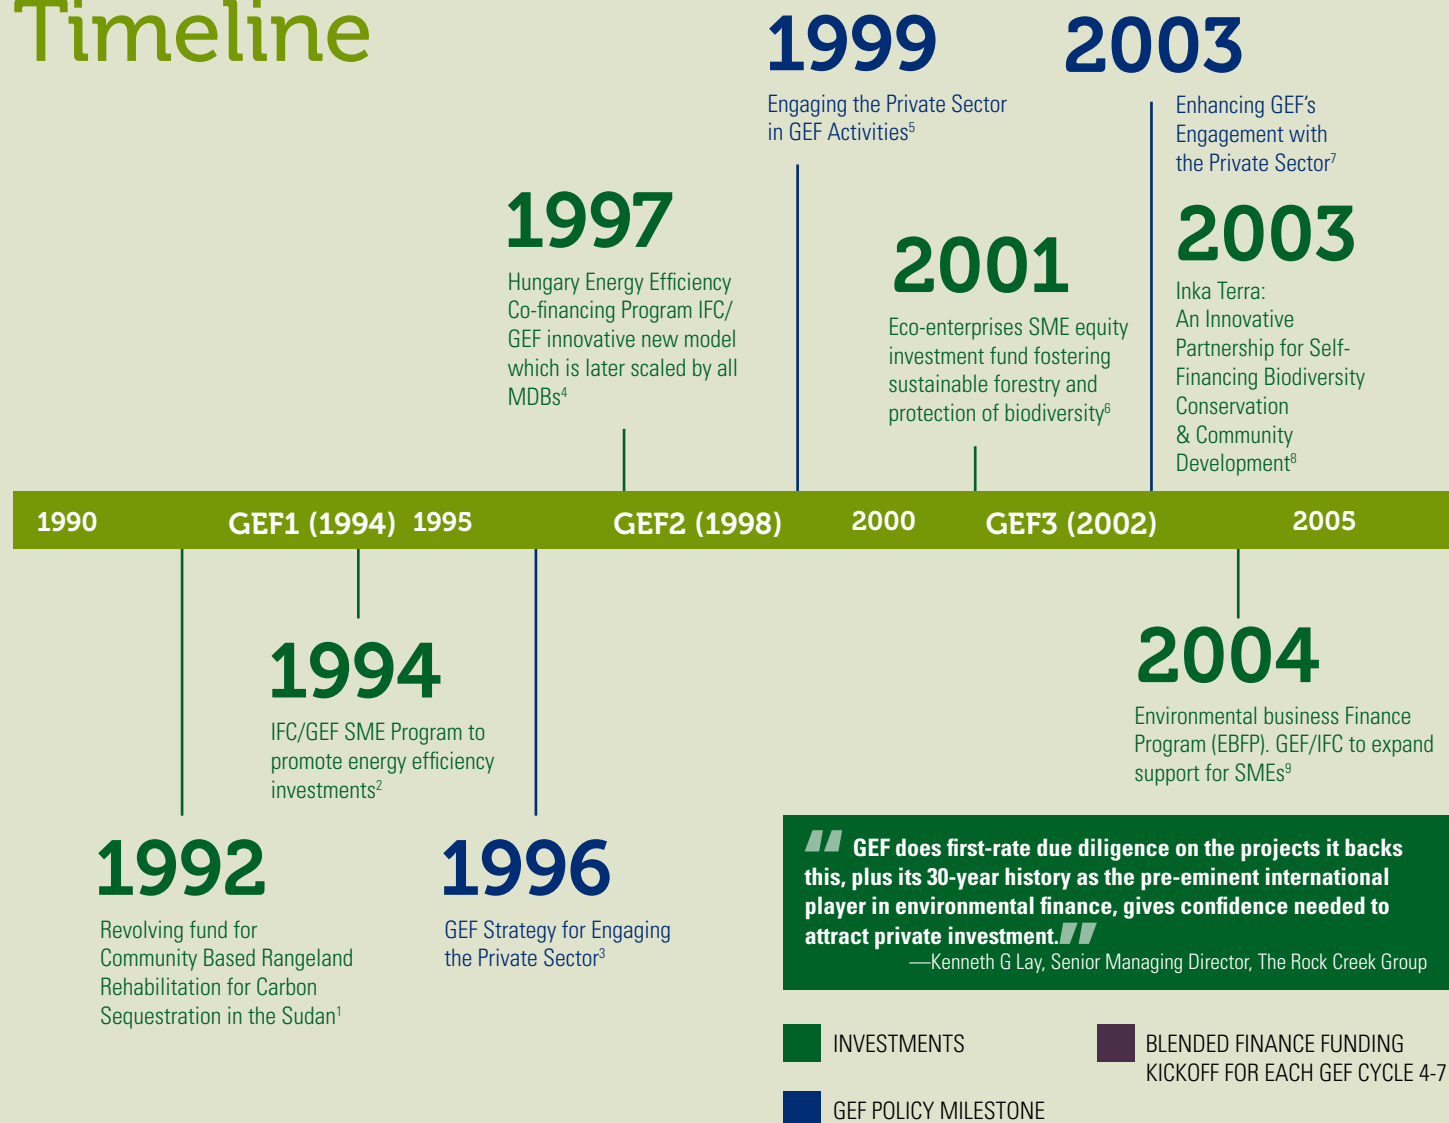 Timeline
1999
Engaging the Private Sector
in GEF Activities⁵
2003
Enhancing GEF's
Engagement with
the Private Sector⁷
1997
Hungary Energy Efficiency
Co-financing Program IFC/
GEF innovative new model
which is later scaled by all
MDBs⁴
2001
Eco-enterprises SME equity
investment fund fostering
sustainable forestry and
protection of biodiversity⁶
2003
Inka Terra:
An Innovative
Partnership for Self-
Financing Biodiversity
Conservation
& Community
Development⁸
1990 GEF1 (1994) 1995 GEF2 (1998) 2000 GEF3 (2002) 2005
1994
IFC/GEF SME Program to
promote energy efficiency
investments²
2004
Environmental business Finance
Program (EBFP). GEF/IFC to expand
support for SMEs⁹
1992
Revolving fund for
Community Based Rangeland
Rehabilitation for Carbon
Sequestration in the Sudan¹
1996
GEF Strategy for Engaging
the Private Sector³
"GEF does first-rate due diligence on the projects it backs
this, plus its 30-year history as the pre-eminent international
player in environmental finance, gives confidence needed to
attract private investment."
—Kenneth G Lay, Senior Managing Director, The Rock Creek Group
INVESTMENTS
BLENDED FINANCE FUNDING
KICKOFF FOR EACH GEF CYCLE 4-7
GEF POLICY MILESTONE